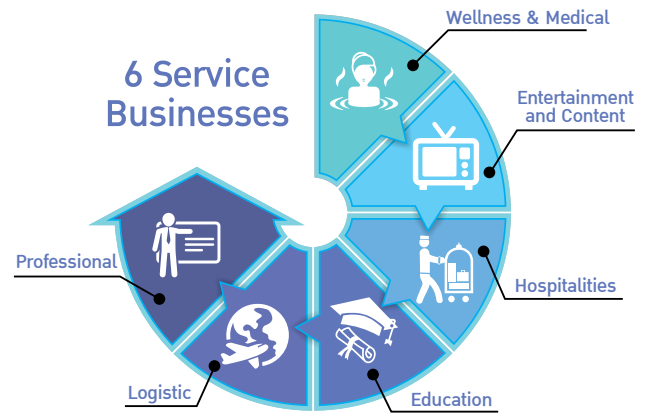 6 Service
Businesses
Wellness & Medical
Entertainment
and Content
Hospitalities
Education
Logistic
Professional